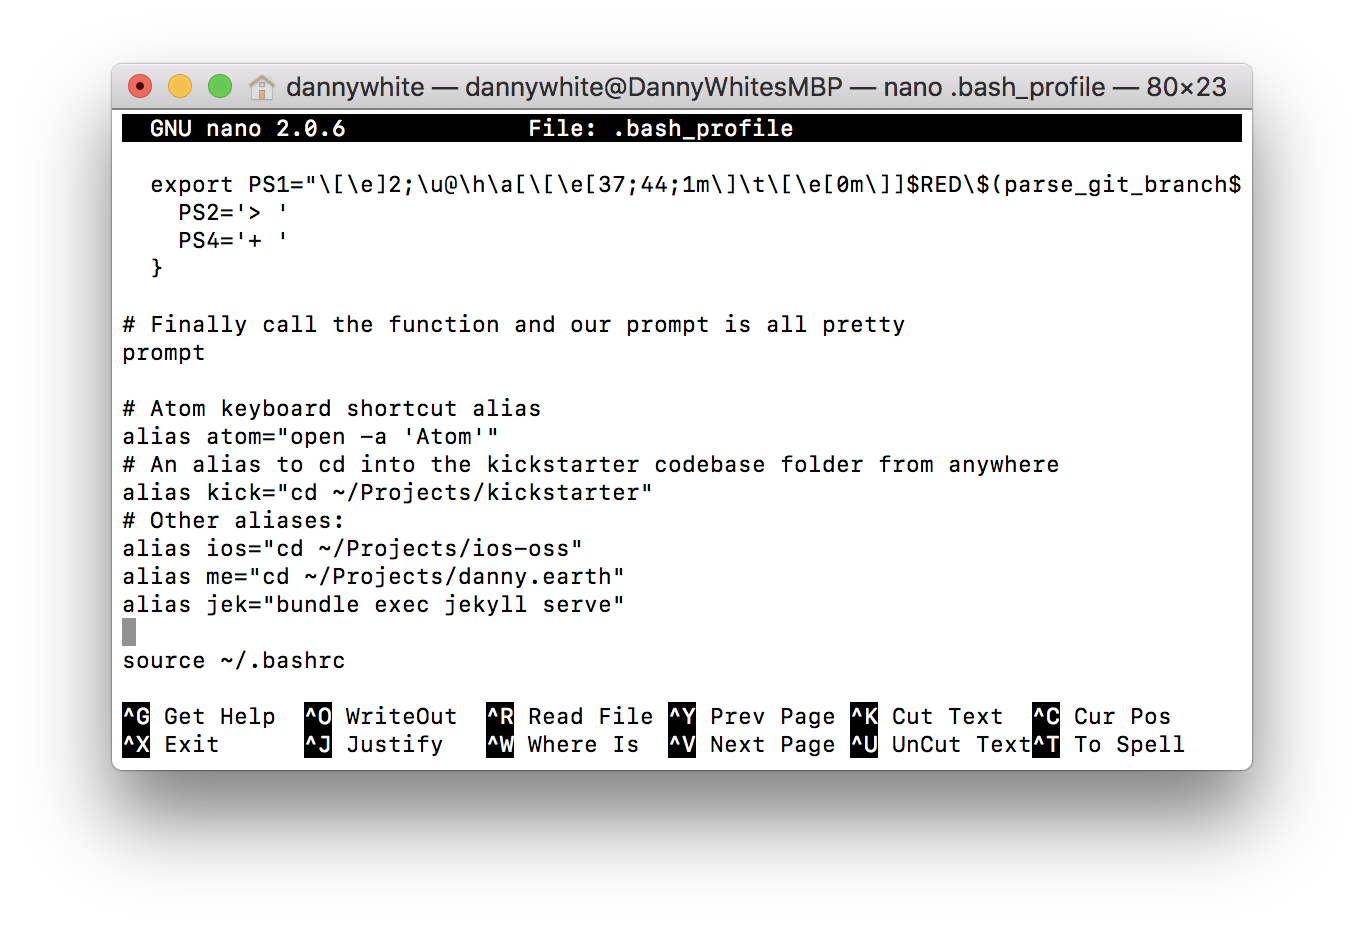 dannywhite — dannywhite@DannyWhitesMBP — nano .bash_profile — 80×23
GNU nano 2.0.6 File: .bash_profile
export PS1="\[\e]2;\u@\h\a[\[\e[37;44;1m\]\t\[\e[0m\]]$RED\$(parse_git_branch$
PS2='> '
PS4='+ '
}
# Finally call the function and our prompt is all pretty
prompt
# Atom keyboard shortcut alias
alias atom="open -a 'Atom'"
# An alias to cd into the kickstarter codebase folder from anywhere
alias kick="cd ~/Projects/kickstarter"
# Other aliases:
alias ios="cd ~/Projects/ios-oss"
alias me="cd ~/Projects/danny.earth"
alias jek="bundle exec jekyll serve"
source ~/.bashrc
^G Get Help ^O WriteOut ^R Read File ^Y Prev Page ^K Cut Text ^C Cur Pos
^X Exit ^J Justify ^W Where Is ^V Next Page ^U UnCut Text ^T To Spell